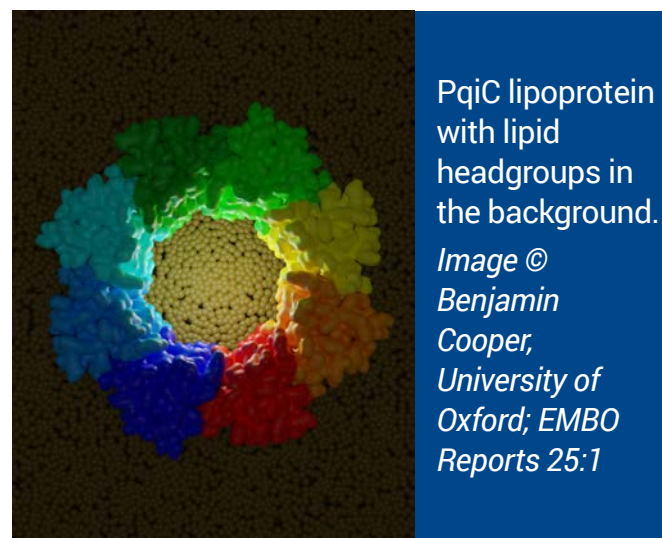 PqiC lipoprotein
with lipid
headgroups in
the background.
Image ©
Benjamin
Cooper,
University of
Oxford; EMBO
Reports 25:1